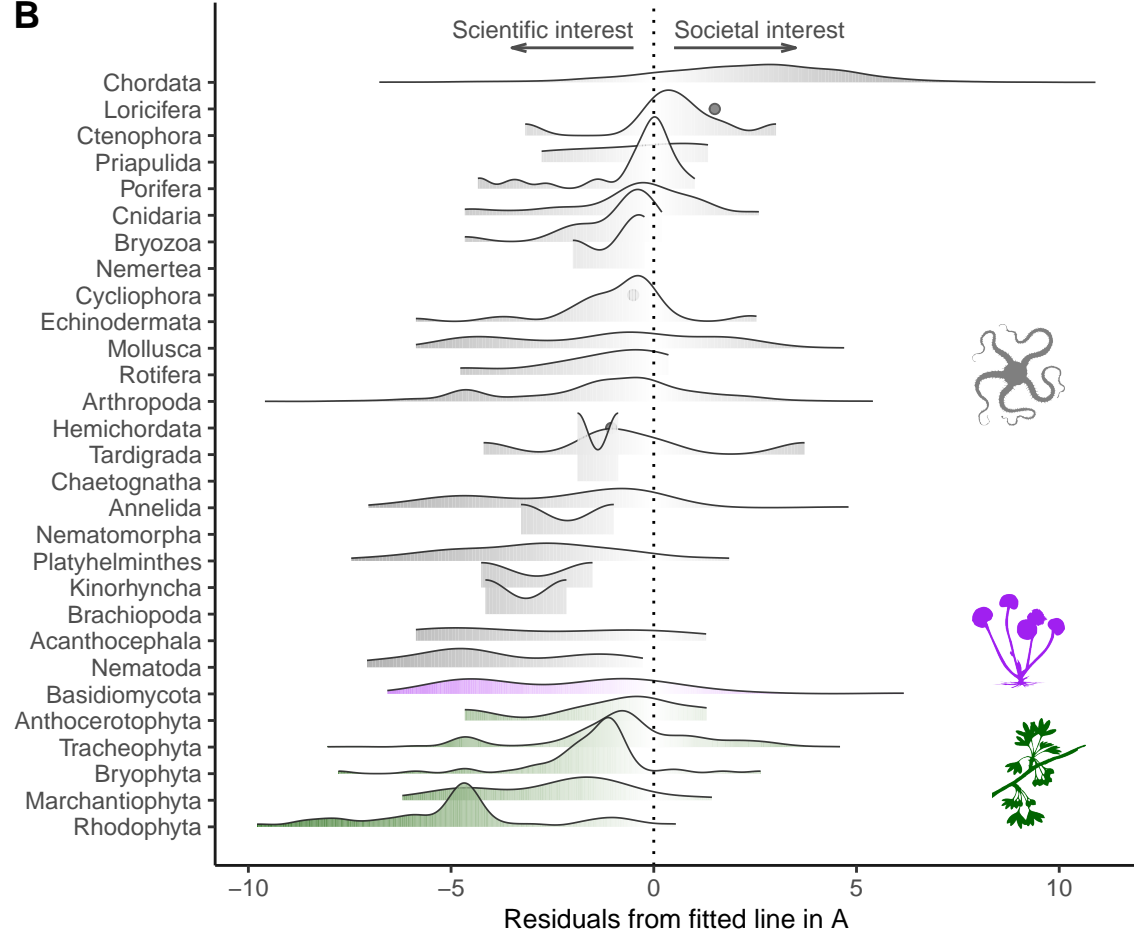 B
Scientific interest Societal interest
Chordata
Loricifera
Ctenophora
Priapulida
Porifera
Cnidaria
Bryozoa
Nemertea
Cycliophora
Echinodermata
Mollusca
Rotifera
Arthropoda
Hemichordata
Tardigrada
Chaetognatha
Annelida
Nematomorpha
Platyhelminthes
Kinorhyncha
Brachiopoda
Acanthocephala
Nematoda
Basidiomycota
Anthocerotophyta
Tracheophyta
Bryophyta
Marchantiophyta
Rhodophyta
−10 −5 0 5 10
Residuals from fitted line in A